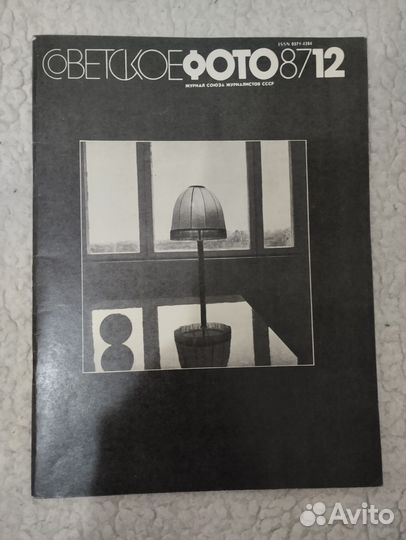 ISSN 0371-4284
СОВЕТСКОЕ ФОТО 87 12
ЖУРНАЛ СОЮЗА ЖУРНАЛИСТОВ СССР
Avito